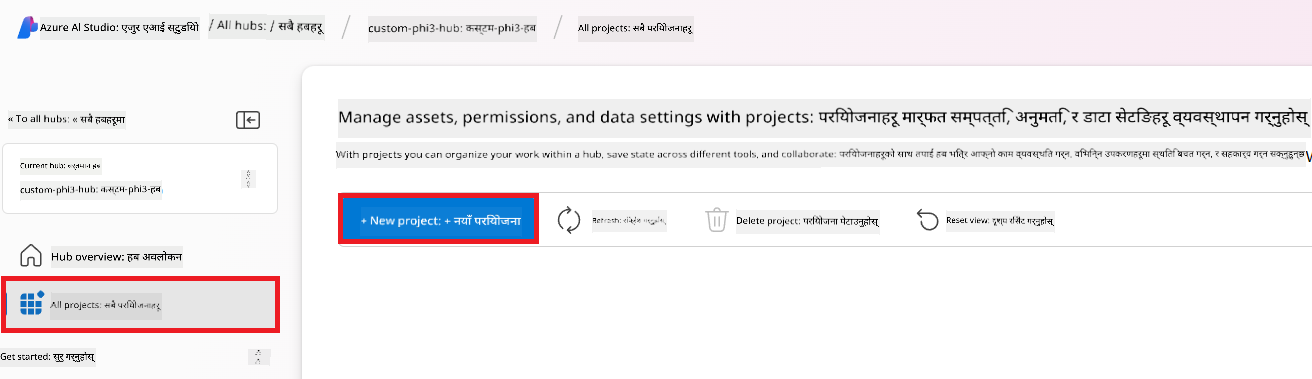 Azure AI Studio: एजुर एआई स्टुडियो / All hubs: / सबै हबहरू / custom-phi3-hub: कस्टम-phi3-हब / All projects: सबै परियोजनाहरू
« To all hubs: « सबै हबहरूमा
Current hub: वर्तमान हब
custom-phi3-hub: कस्टम-phi3-हब
Hub overview: हब अवलोकन
All projects: सबै परियोजनाहरू
Get started: सुरु गर्नुहोस्
Manage assets, permissions, and data settings with projects: परियोजनाहरू मार्फत सम्पत्ति, अनुमति, र डाटा सेटिङहरू व्यवस्थापन गर्नुहोस्
With projects you can organize your work within a hub, save state across different tools, and collaborate: परियोजनाहरूको साथ तपाईं हब भित्र आफ्नो काम व्यवस्थित गर्न, विभिन्न उपकरणहरूमा स्थिति बचत गर्न, र सहकार्य गर्न सक्नुहुन्छ
+ New project: + नयाँ परियोजना
Refresh: रिफ्रेश गर्नुहोस्
Delete project: परियोजना मेटाउनुहोस्
Reset view: दृश्य रिसेट गर्नुहोस्